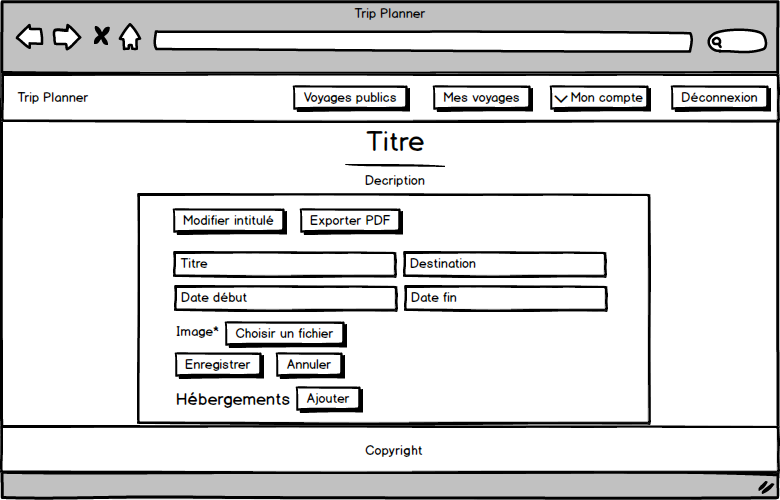 Trip Planner
Trip Planner Voyages publics Mes voyages Mon compte Déconnexion
Titre
Decription
Modifier intitulé Exporter PDF
Titre Destination
Date début Date fin
Image* Choisir un fichier
Enregistrer Annuler
Hébergements Ajouter
Copyright